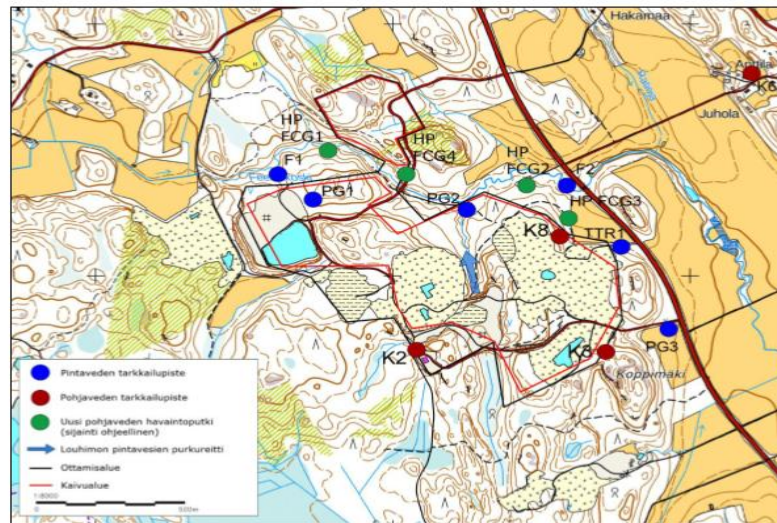 Hakamaa
Anttila
K6
Juhola
HP
FCG1
HP
FCG4
F1
HP
FCG2
F2
PG1
PG2
HP FCG3
K8
TTR1
K2
K8
PG3
Koppimäki
Pintaveden tarkkailupiste
Pohjaveden tarkkailupiste
Uusi pohjaveden havaintoputki
(sijainti ohjeellinen)
Louhimon pintavesien purkureitti
Ottamisalue
Kaivualue
1:8000
0
500m